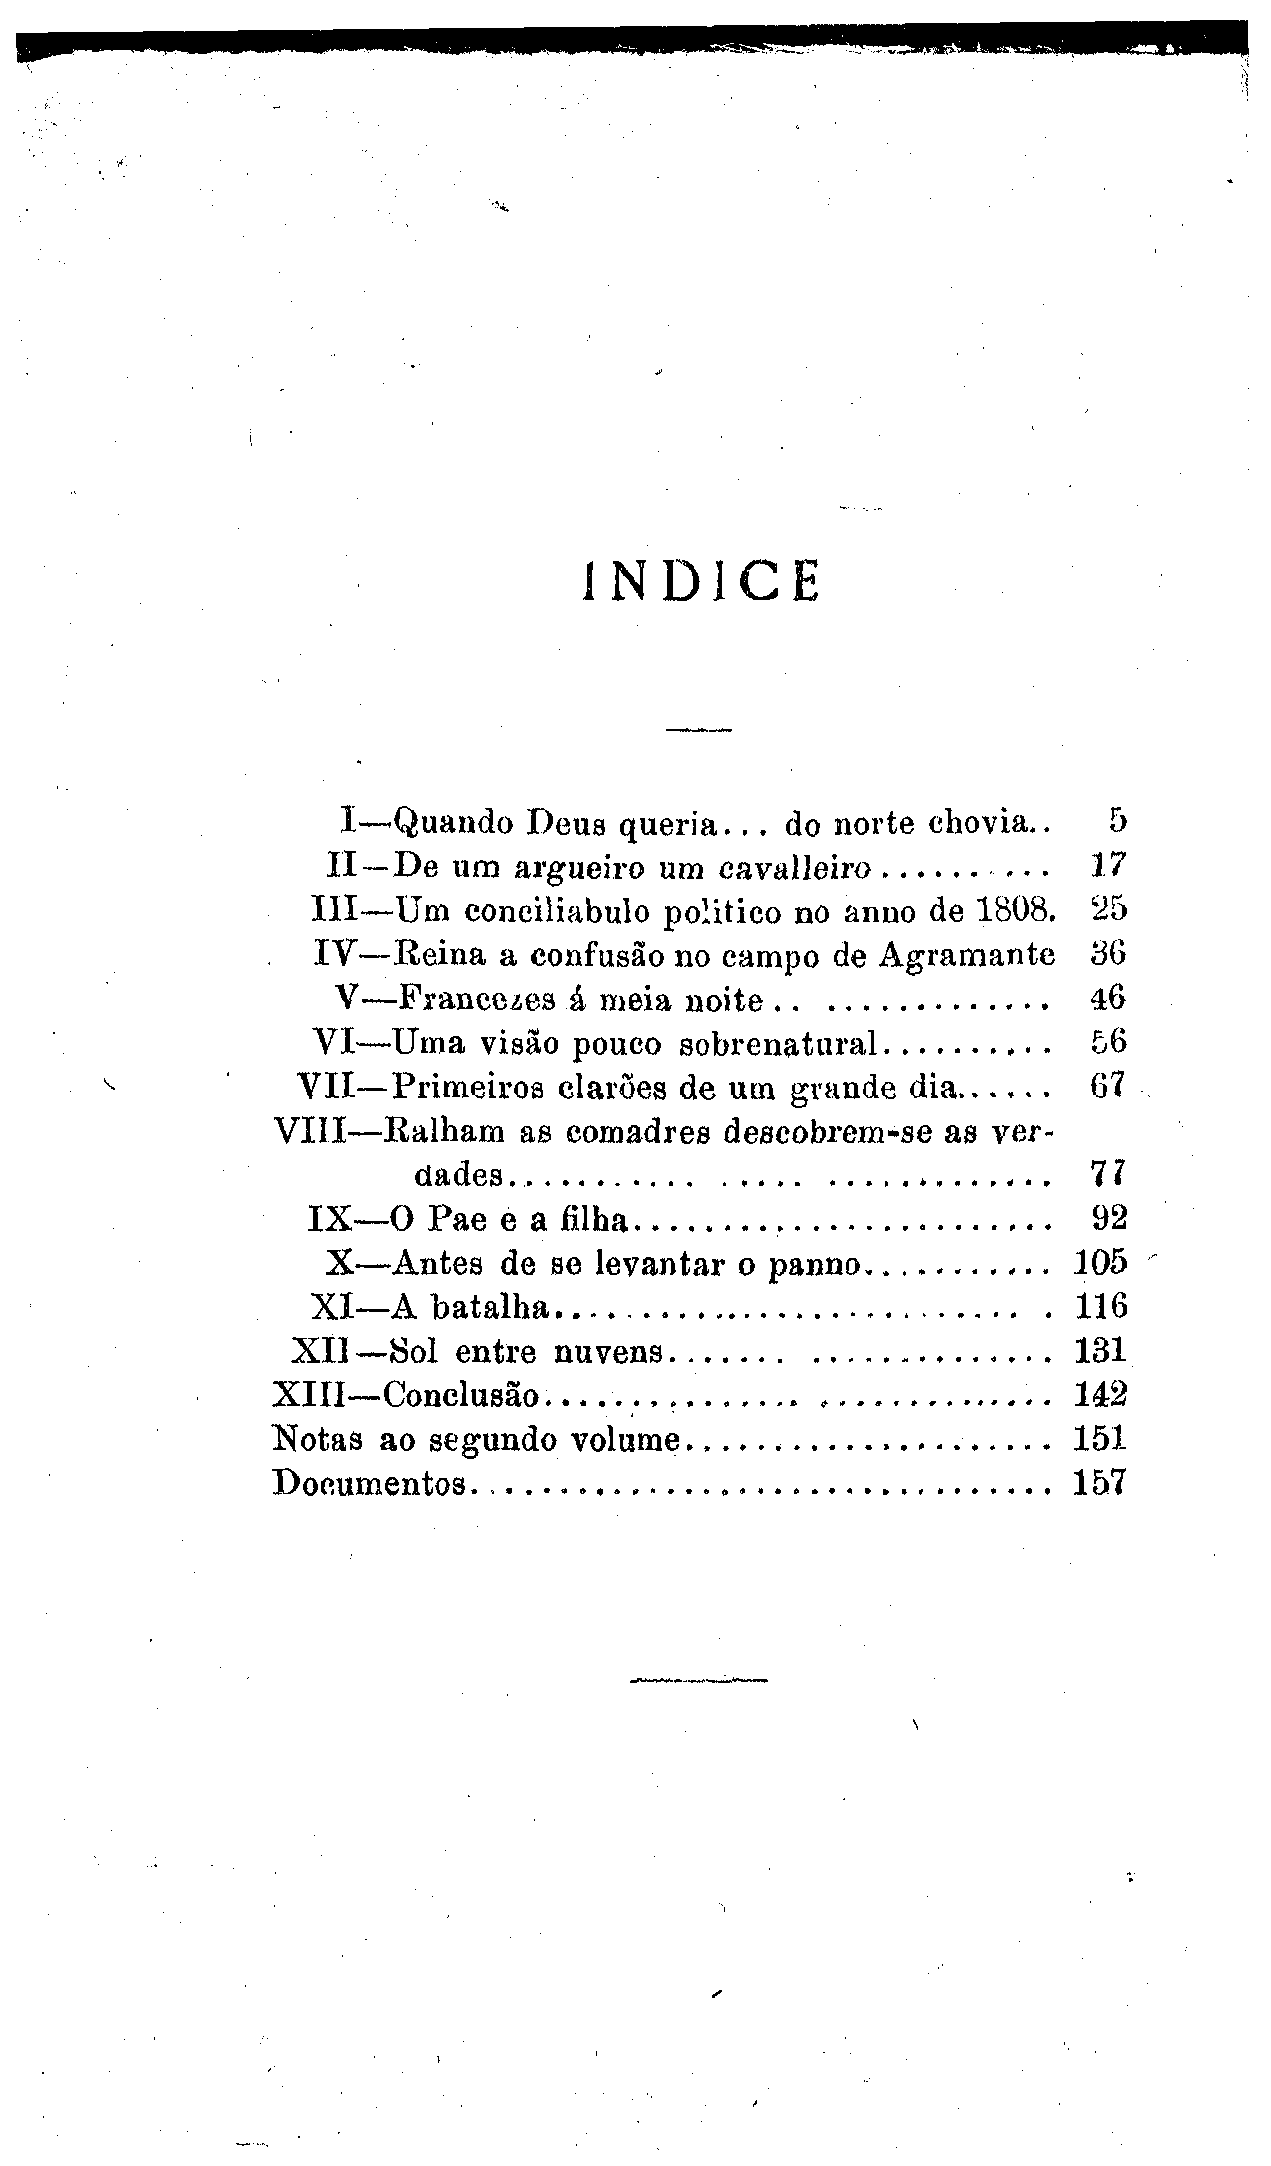 INDICE
I—Quando Deus queria... do norte chovia.. 5
II—De um argueiro um cavalleiro.......... 17
III—Um conciliabulo politico no anno de 1808. 25
IV—Reina a confusão no campo de Agramante 36
V—Francezes á meia noite.. ............. 46
VI—Uma visão pouco sobrenatural.......... 56
VII—Primeiros clarões de um grande dia...... 67
VIII—Ralham as comadres descobrem-se as ver-
dades........... ..... ............. 77
IX—O Pae e a filha........................ 92
X—Antes de se levantar o panno........... 105
XI—A batalha............................ 116
XII—Sol entre nuvens....... .............. 131
XIII—Conclusão.............. ............. 142
Notas ao segundo volume..................... 151
Documentos................................. 157